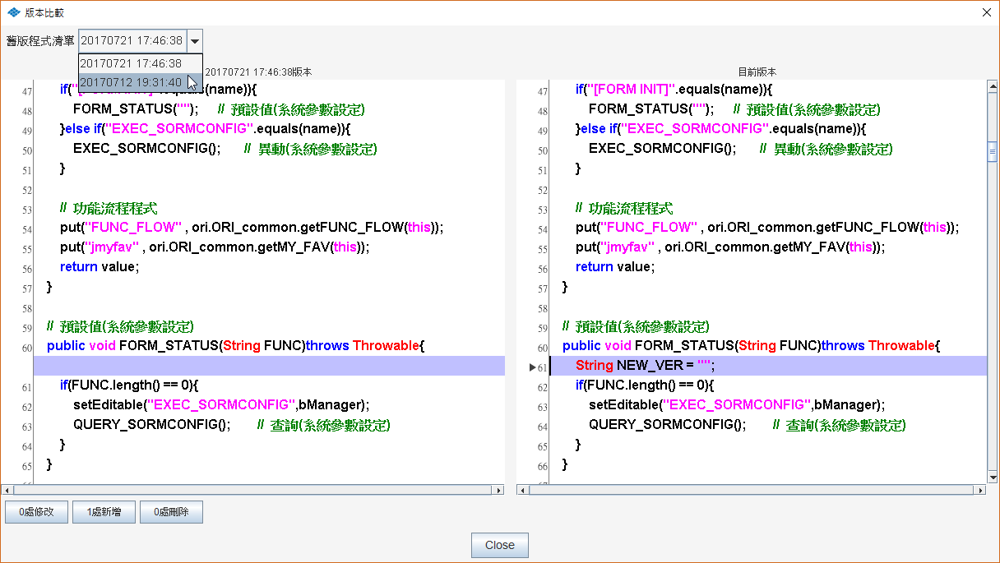 版本比較
舊版程式清單 20170721 17:46:38
20170721 17:46:38
20170712 19:31:40
20170721 17:46:38版本
目前版本
47 if("[FORM INIT]".equals(name)){
48 FORM_STATUS(""); // 預設值(系統參數設定)
49 }else if("EXEC_SORMCONFIG".equals(name)){
50 EXEC_SORMCONFIG(); // 異動(系統參數設定)
51 }
52
53 // 功能流程程式
54 put("FUNC_FLOW" , ori.ORI_common.getFUNC_FLOW(this));
55 put("jmyfav" , ori.ORI_common.getMY_FAV(this));
56 return value;
57 }
58
59 // 預設值(系統參數設定)
60 public void FORM_STATUS(String FUNC)throws Throwable{
61 if(FUNC.length() == 0){
62 setEditable("EXEC_SORMCONFIG",bManager);
63 QUERY_SORMCONFIG(); // 查詢(系統參數設定)
64 }
65 }
47 if("[FORM INIT]".equals(name)){
48 FORM_STATUS(""); // 預設值(系統參數設定)
49 }else if("EXEC_SORMCONFIG".equals(name)){
50 EXEC_SORMCONFIG(); // 異動(系統參數設定)
51 }
52
53 // 功能流程程式
54 put("FUNC_FLOW" , ori.ORI_common.getFUNC_FLOW(this));
55 put("jmyfav" , ori.ORI_common.getMY_FAV(this));
56 return value;
57 }
58
59 // 預設值(系統參數設定)
60 public void FORM_STATUS(String FUNC)throws Throwable{
61 String NEW_VER = "";
62 if(FUNC.length() == 0){
63 setEditable("EXEC_SORMCONFIG",bManager);
64 QUERY_SORMCONFIG(); // 查詢(系統參數設定)
65 }
66 }
0處修改 1處新增 0處刪除
Close